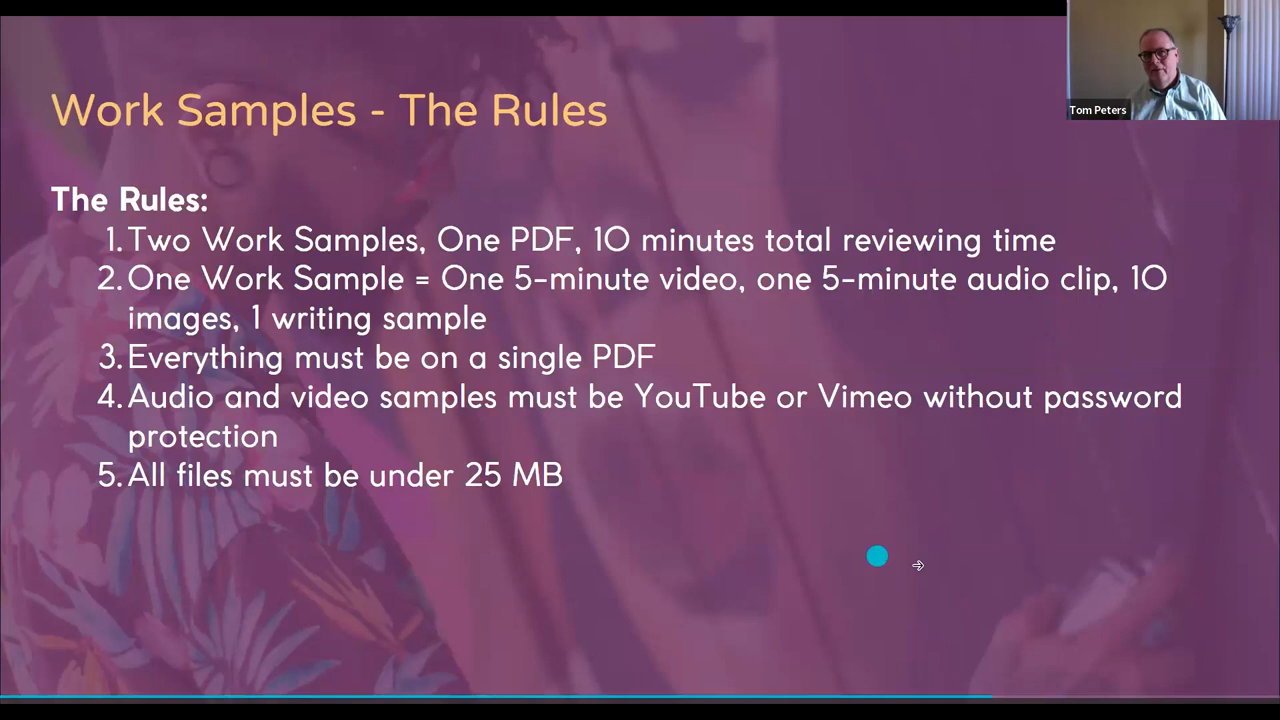 Work Samples - The Rules
Tom Peters
The Rules:
1. Two Work Samples, One PDF, 10 minutes total reviewing time
2. One Work Sample = One 5-minute video, one 5-minute audio clip, 10
images, 1 writing sample
3. Everything must be on a single PDF
4. Audio and video samples must be YouTube or Vimeo without password
protection
5. All files must be under 25 MB